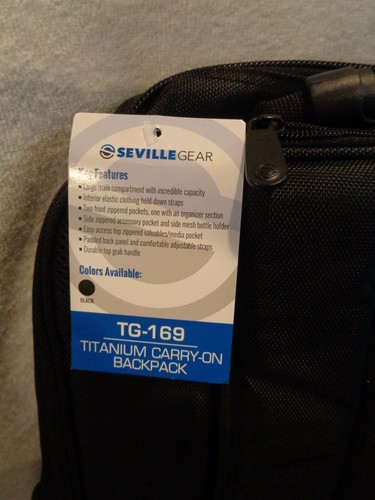 SEVILLEGEAR
Key Features
• Large main compartment with incredible capacity
• Interior elastic clothing hold down straps
• Two front zippered pockets, one with an organizer section
• Side zippered accessory pocket and side mesh bottle holder
• Easy access top zippered valuables/media pocket
• Padded back panel and comfortable adjustable straps
• Durable top grab handle
Colors Available:
BLACK
TG-169
TITANIUM CARRY-ON
BACKPACK